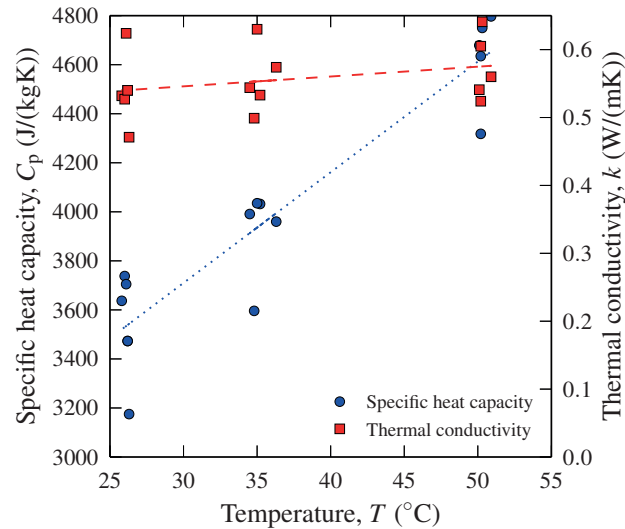 4800
4600
4400
4200
4000
3800
3600
3400
3200
3000
Specific heat capacity, Cp (J/(kgK))
0.6
0.5
0.4
0.3
0.2
0.1
0.0
Thermal conductivity, k (W/(mK))
Specific heat capacity
Thermal conductivity
25 30 35 40 45 50 55
Temperature, T (°C)